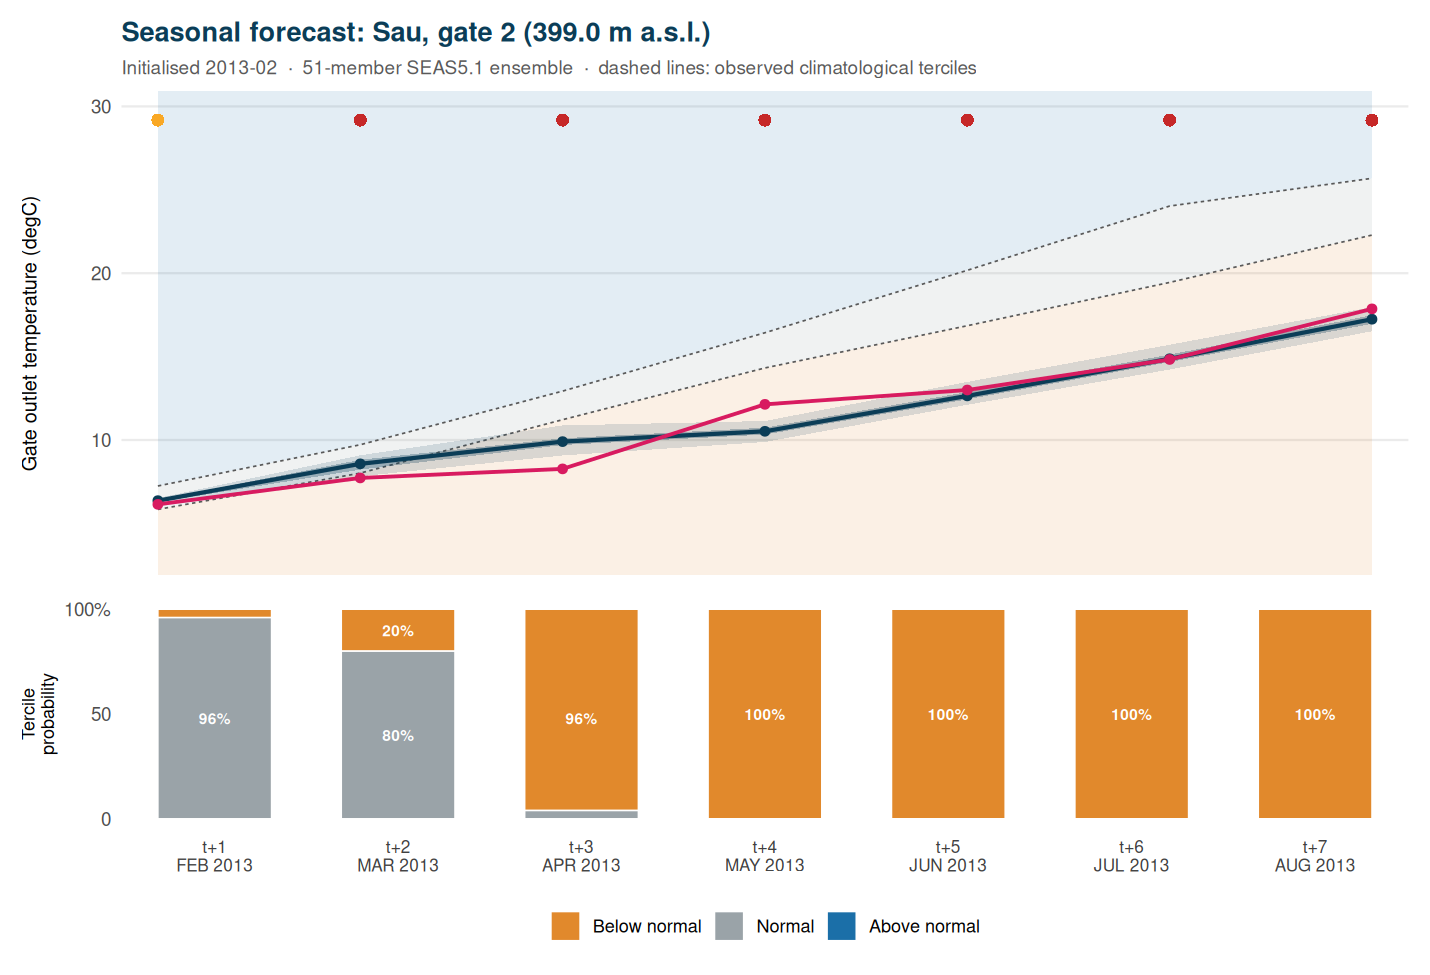 Seasonal forecast: Sau, gate 2 (399.0 m a.s.l.)
Initialised 2013-02 · 51-member SEAS5.1 ensemble · dashed lines: observed climatological terciles
Gate outlet temperature (degC)
30
20
10
Tercile
probability
100%
50
0
96%
20%
80%
96%
100%
100%
100%
100%
t+1
FEB 2013
t+2
MAR 2013
t+3
APR 2013
t+4
MAY 2013
t+5
JUN 2013
t+6
JUL 2013
t+7
AUG 2013
Below normal
Normal
Above normal